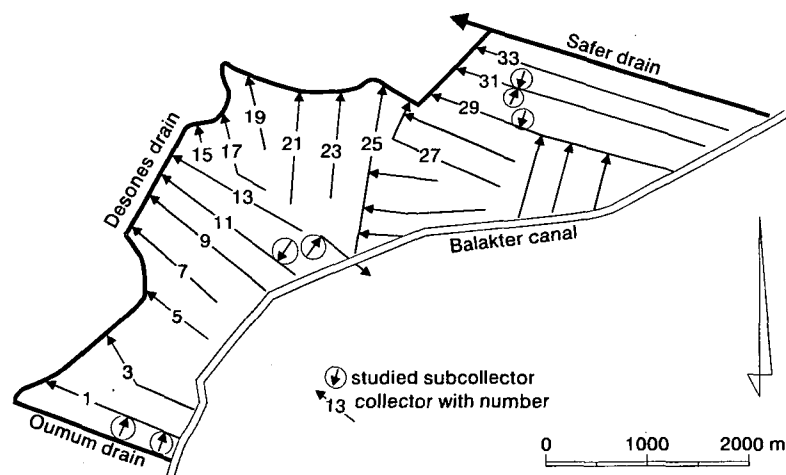 Safer drain
33
31
29
19
21
23
25
27
15
17
13
11
9
7
5
3
1
Desones drain
Balakter canal
Oumum drain
studied subcollector
13 collector with number
0 1000 2000 m